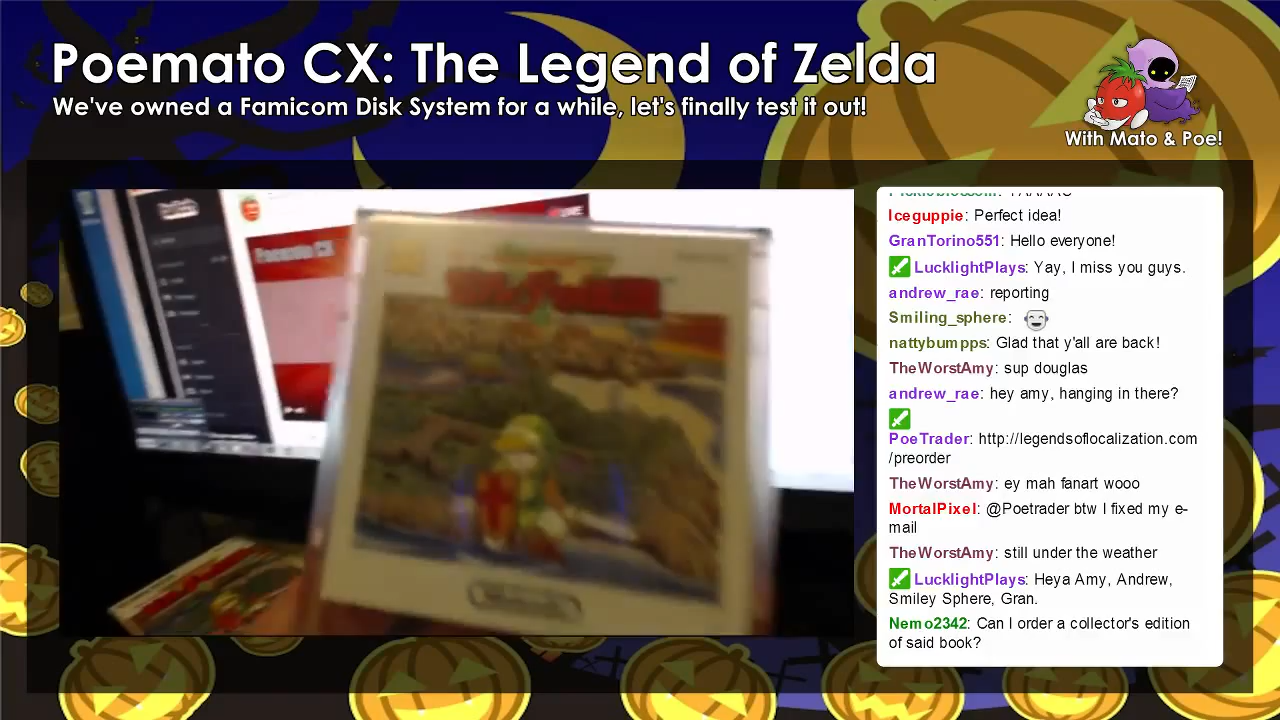 Poemato CX: The Legend of Zelda
We've owned a Famicom Disk System for a while, let's finally test it out!
With Mato & Poe!
Poemato CX
Nintendo
Iceguppie: Perfect idea!
GranTorino551: Hello everyone!
LucklightPlays: Yay, I miss you guys.
andrew_rae: reporting
Smiling_sphere:
nattybumpps: Glad that y'all are back!
TheWorstAmy: sup douglas
andrew_rae: hey amy, hanging in there?
PoeTrader: http://legendsoflocalization.com
/preorder
TheWorstAmy: ey mah fanart wooo
MortalPixel: @Poetrader btw I fixed my e-
mail
TheWorstAmy: still under the weather
LucklightPlays: Heya Amy, Andrew,
Smiley Sphere, Gran.
Nemo2342: Can I order a collector's edition
of said book?